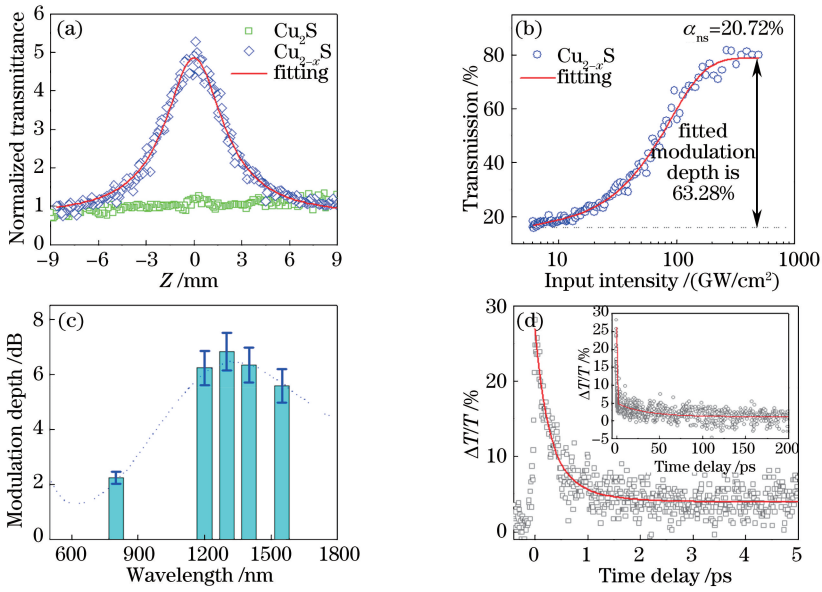 (a)
Cu₂S
Cu₂₋ₓS
fitting
Normalized transmittance
6
5
4
3
2
1
0
−9 −6 −3 0 3 6 9
Z /mm
(b)
αₙₛ=20.72%
Cu₂₋ₓS
fitting
fitted
modulation
depth is
63.28%
Transmission /%
80
60
40
20
10 100 1000
Input intensity /(GW/cm²)
(c)
Modulation depth /dB
8
6
4
2
0
600 900 1200 1500 1800
Wavelength /nm
(d)
ΔT/T /%
30
20
10
0
0 1 2 3 4 5
Time delay /ps
ΔT/T /%
30
25
20
15
10
5
0
−5
0 50 100 150 200
Time delay /ps